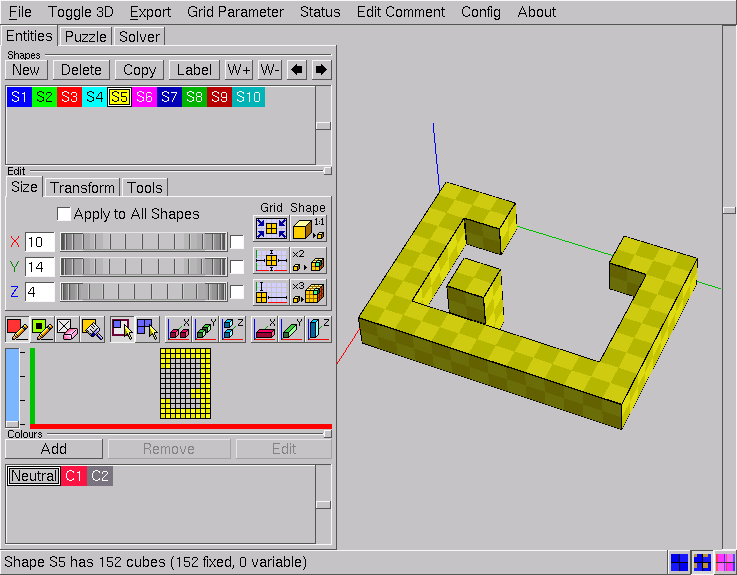 File Toggle 3D Export Grid Parameter Status Edit Comment Config About
Entities Puzzle Solver
Shapes
New Delete Copy Label W+ W-
S1 S2 S3 S4 S5 S6 S7 S8 S9 S10
Edit
Size Transform Tools
Apply to All Shapes
Grid Shape
1:1
X 10
Y 14
x2
Z 4
x3
X Y Z X Y Z
Colours
Add Remove Edit
Neutral C1 C2
Shape S5 has 152 cubes (152 fixed, 0 variable)